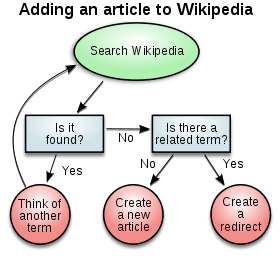 Adding an article to Wikipedia
Search Wikipedia
Is it
found?
No
Is there a
related term?
Yes
No
Yes
Think of
another
term
Create
a new
article
Create
a
redirect